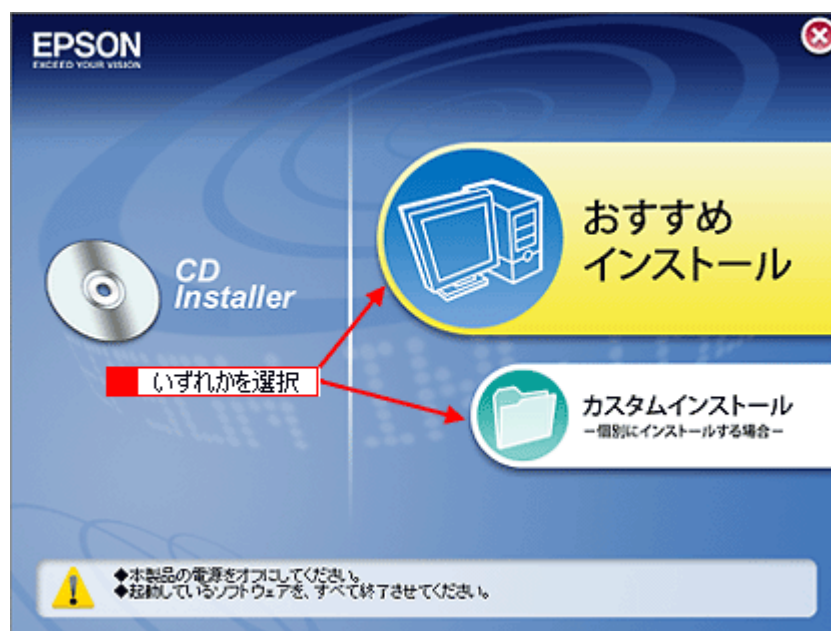 EPSON
EXCEED YOUR VISION
おすすめ
インストール
CD
Installer
いずれかを選択
カスタムインストール
－個別にインストールする場合－
◆本製品の電源をオフにしてください。
◆起動しているソフトウェアを、すべて終了させてください。